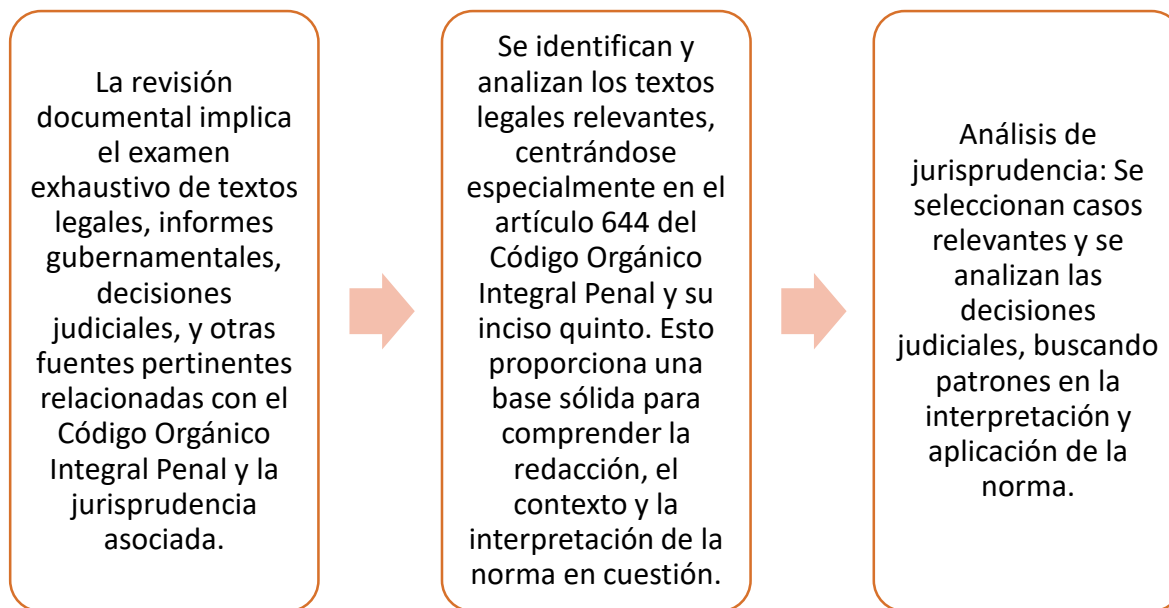 La revisión
documental implica
el examen
exhaustivo de textos
legales, informes
gubernamentales,
decisiones
judiciales, y otras
fuentes pertinentes
relacionadas con el
Código Orgánico
Integral Penal y la
jurisprudencia
asociada.
Se identifican y
analizan los textos
legales relevantes,
centrándose
especialmente en el
artículo 644 del
Código Orgánico
Integral Penal y su
inciso quinto. Esto
proporciona una
base sólida para
comprender la
redacción, el
contexto y la
interpretación de la
norma en cuestión.
Análisis de
jurisprudencia: Se
seleccionan casos
relevantes y se
analizan las
decisiones
judiciales, buscando
patrones en la
interpretación y
aplicación de la
norma.